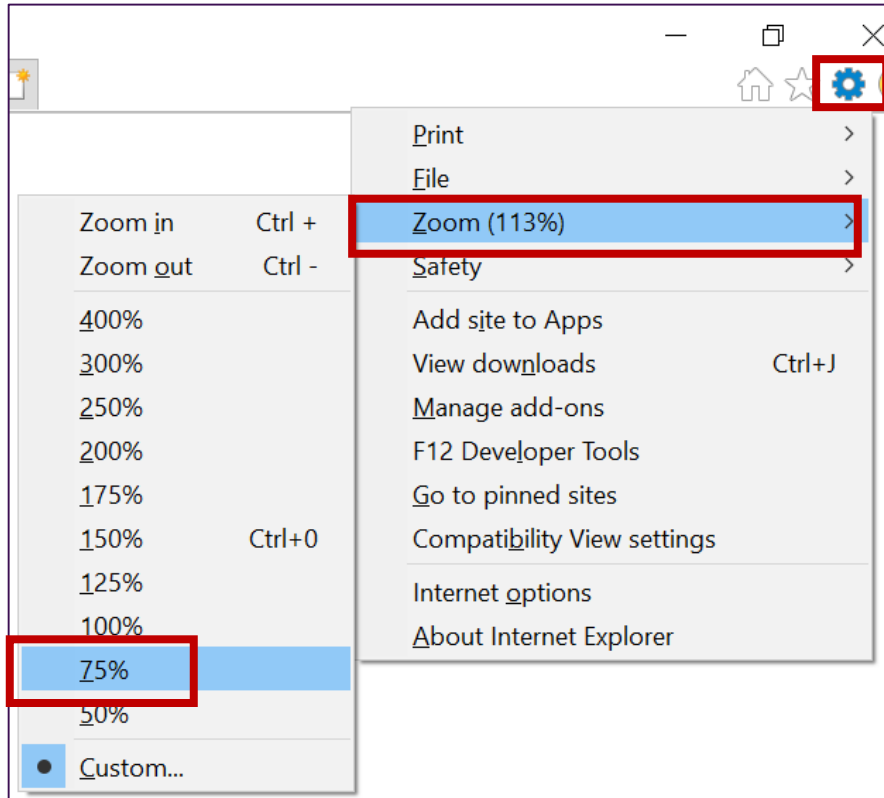 Print
File
Zoom (113%)
Safety
Add site to Apps
View downloads Ctrl+J
Manage add-ons
F12 Developer Tools
Go to pinned sites
Compatibility View settings
Internet options
About Internet Explorer
Zoom in Ctrl +
Zoom out Ctrl -
400%
300%
250%
200%
175%
150% Ctrl+0
125%
100%
75%
50%
Custom...